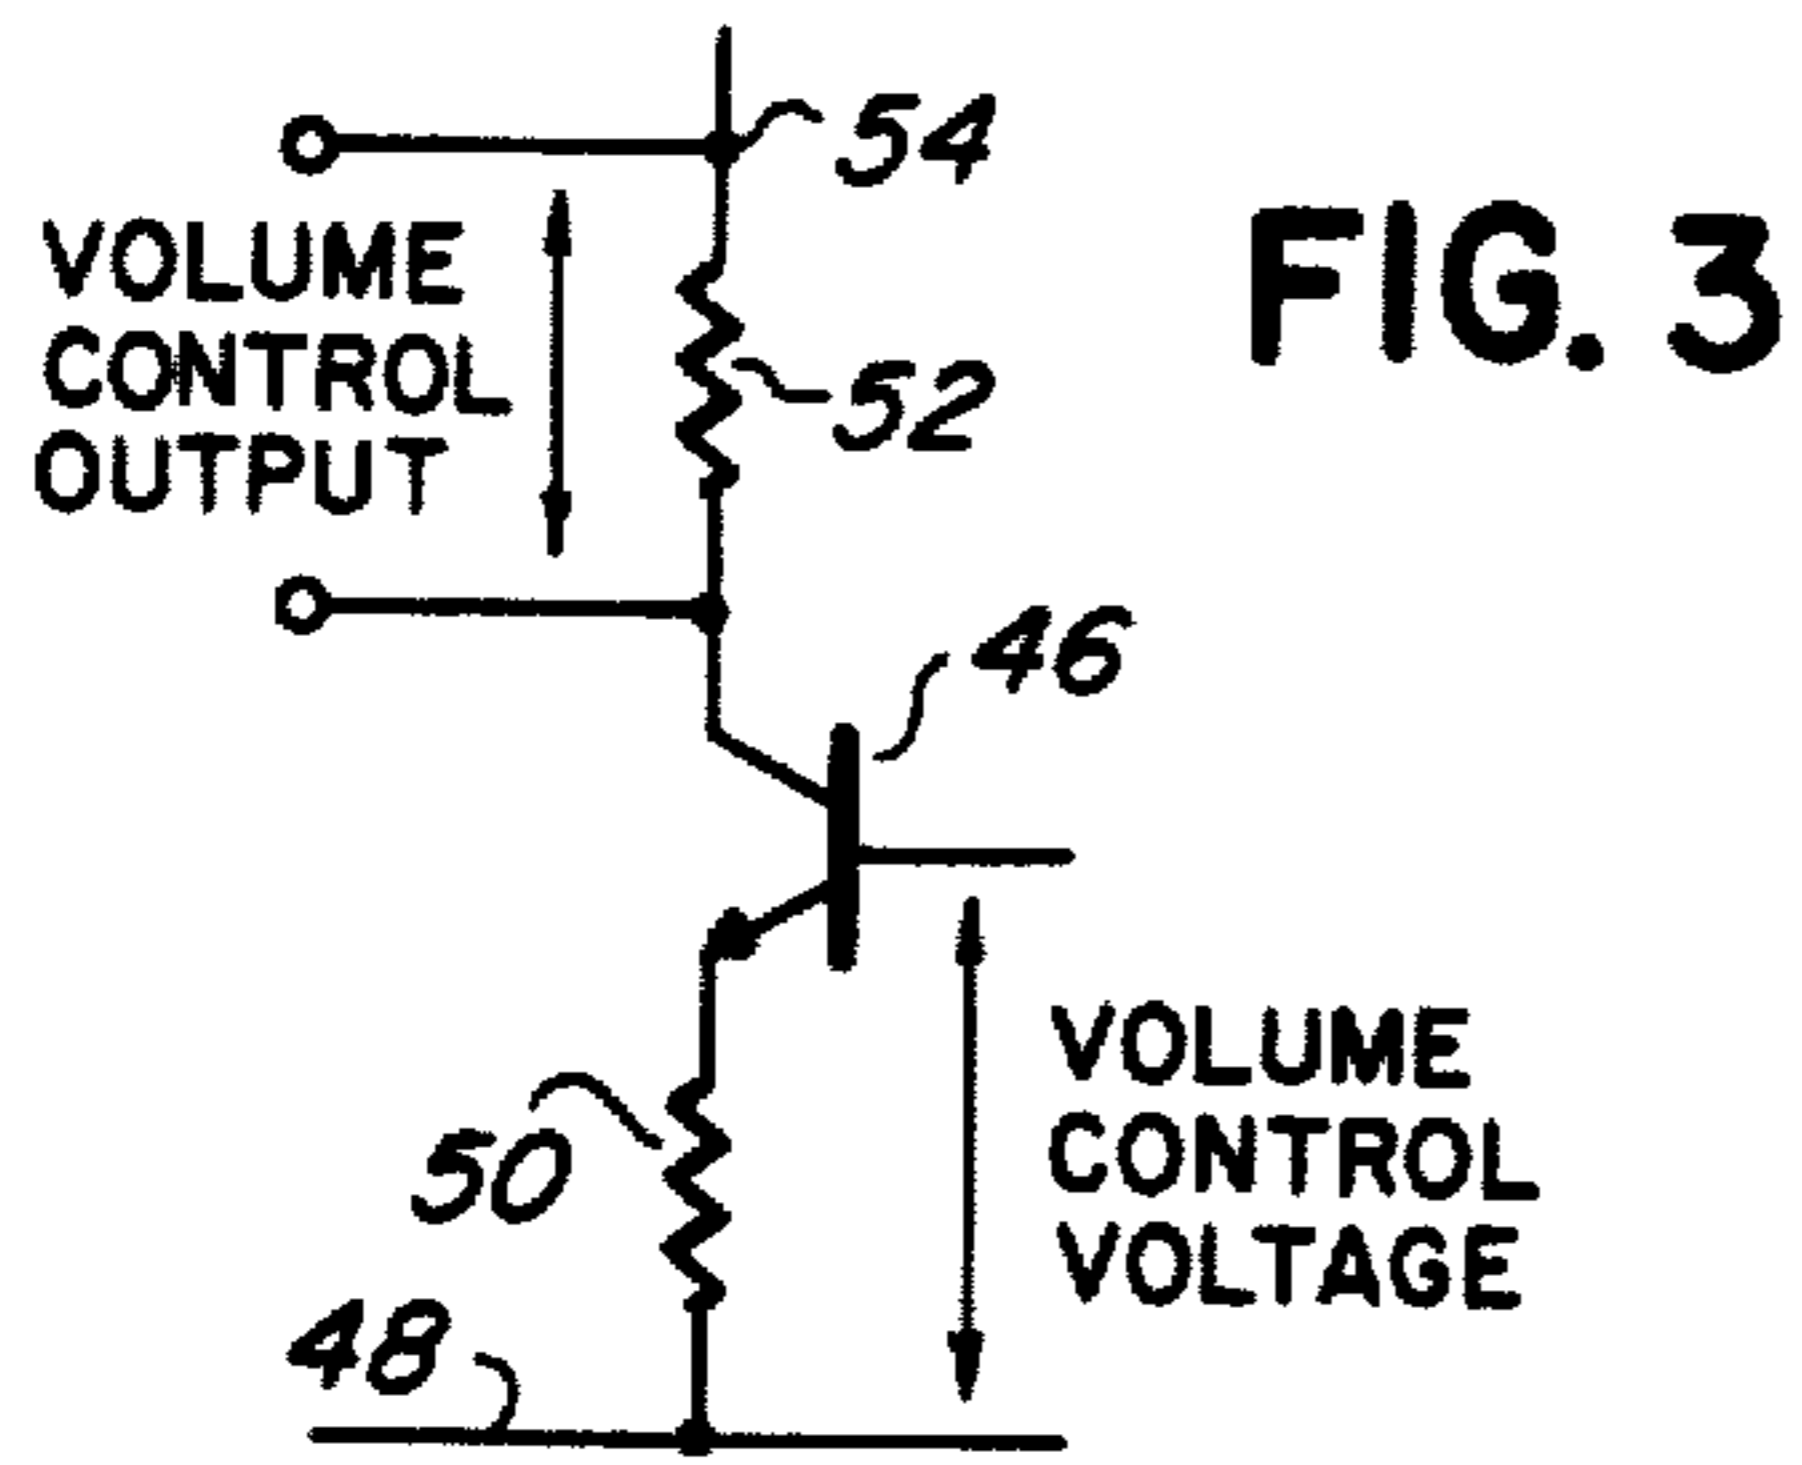 54
FIG. 3
VOLUME
CONTROL
OUTPUT
52
46
VOLUME
CONTROL
VOLTAGE
50
48